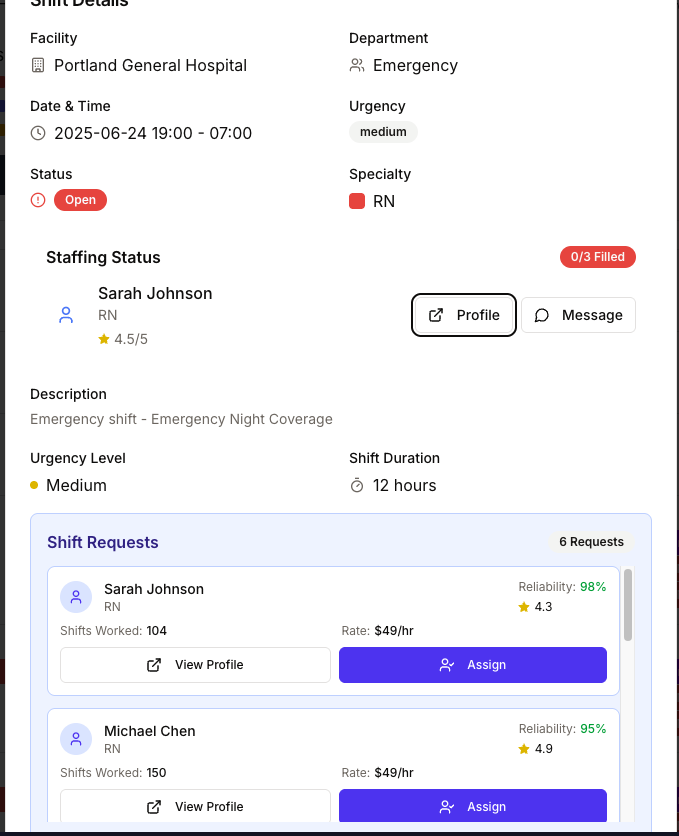 Shift Details
Facility
Department
Portland General Hospital
Emergency
Date & Time
Urgency
2025-06-24 19:00 - 07:00
medium
Status
Specialty
Open
RN
Staffing Status
0/3 Filled
Sarah Johnson
RN
4.5/5
Profile
Message
Description
Emergency shift - Emergency Night Coverage
Urgency Level
Shift Duration
Medium
12 hours
Shift Requests
6 Requests
Sarah Johnson
RN
Reliability: 98%
4.3
Shifts Worked: 104
Rate: $49/hr
View Profile
Assign
Michael Chen
RN
Reliability: 95%
4.9
Shifts Worked: 150
Rate: $49/hr
View Profile
Assign